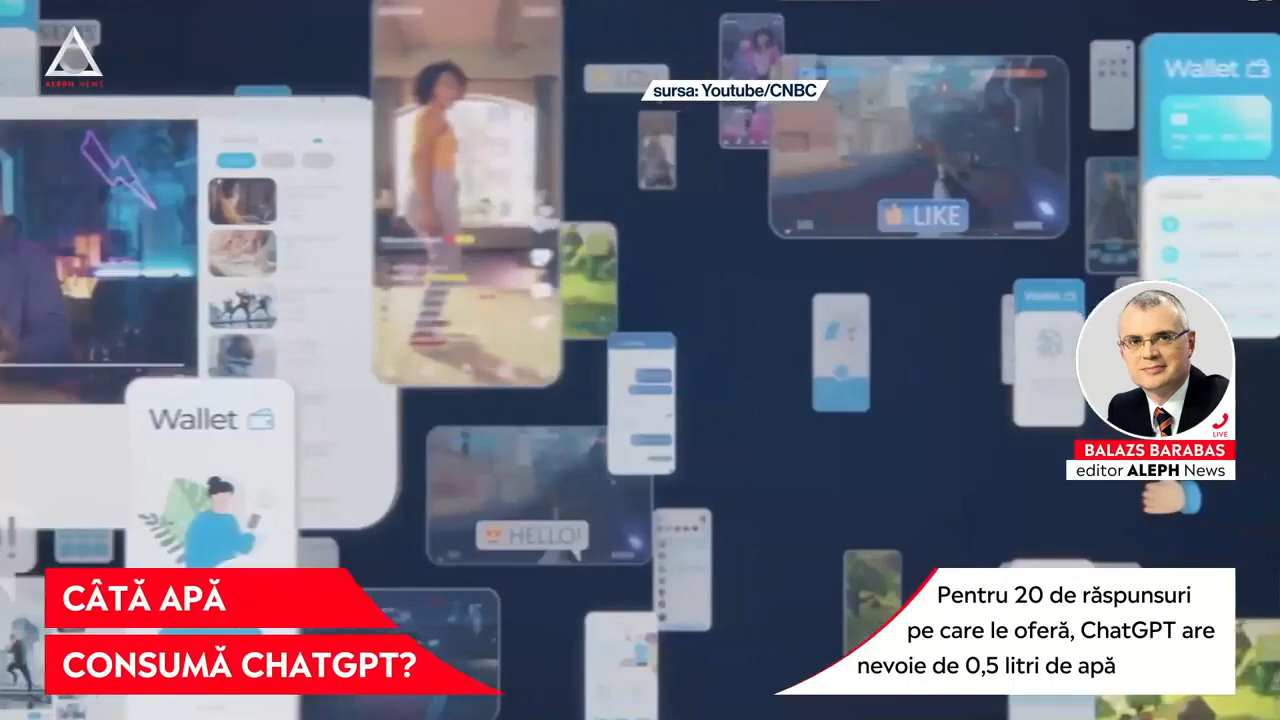 ALEPH NEWS
sursa: Youtube/CNBC
Wallet
LIKE
Wallet
HELLO!
LIVE
BALAZS BARABAS
editor ALEPH News
CÂTĂ APĂ
CONSUMĂ CHATGPT?
Pentru 20 de răspunsuri
pe care le oferă, ChatGPT are
nevoie de 0,5 litri de apă